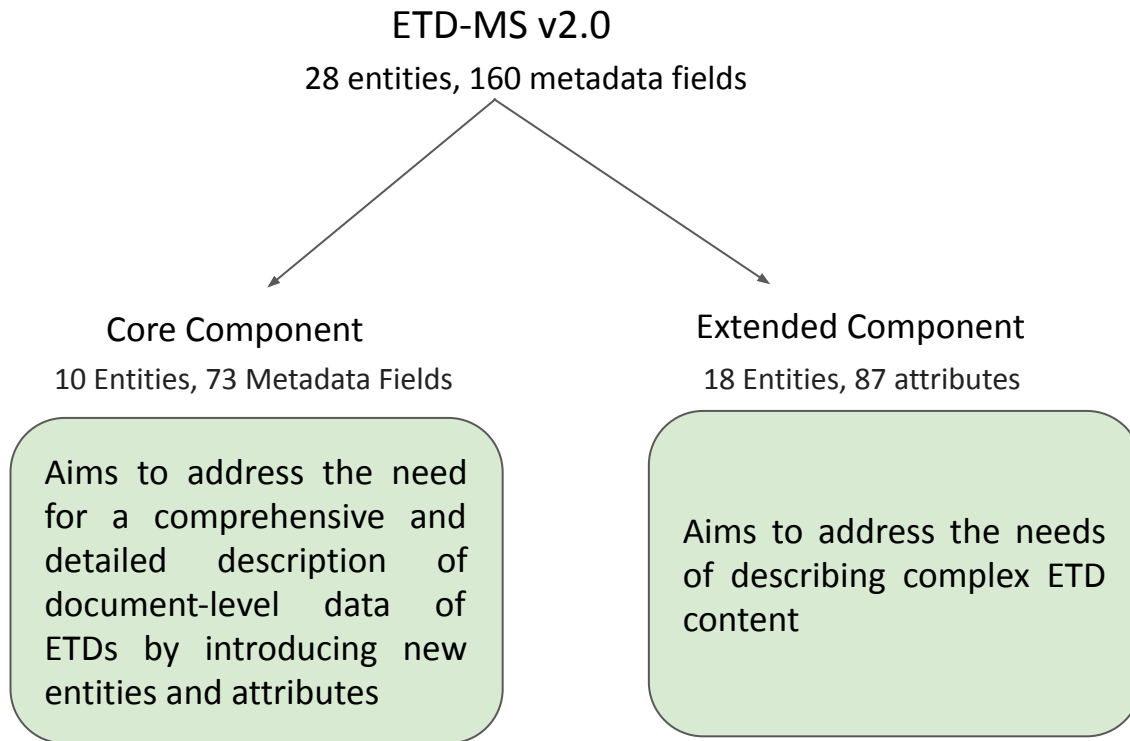 ETD-MS v2.0
28 entities, 160 metadata fields
Core Component
10 Entities, 73 Metadata Fields
Aims to address the need
for a comprehensive and
detailed description of
document-level data of
ETDs by introducing new
entities and attributes
Extended Component
18 Entities, 87 attributes
Aims to address the needs
of describing complex ETD
content